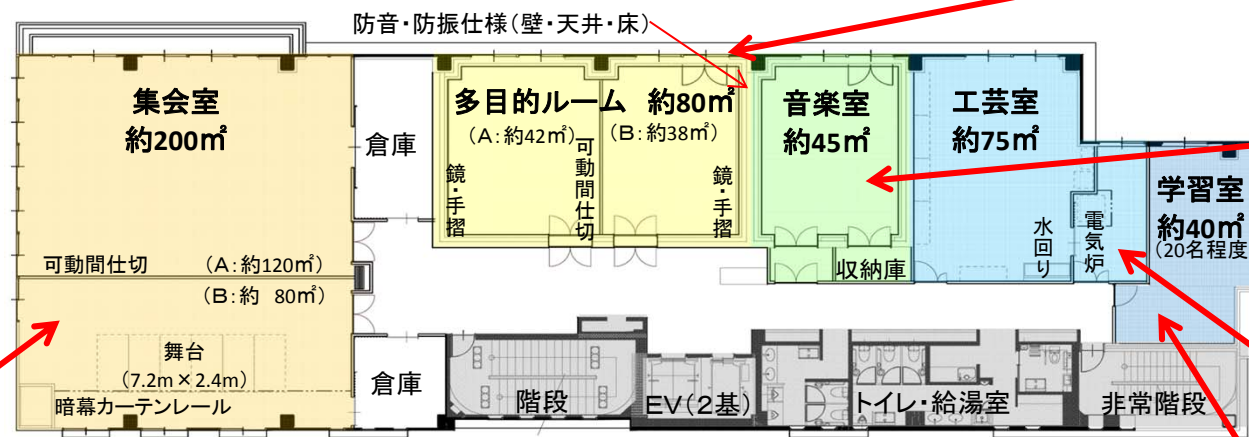 防音・防振仕様(壁・天井・床)
集会室
約200㎡
倉庫
多目的ルーム 約80㎡
(A:約42㎡)
(B:約38㎡)
可動間仕切
鏡・手摺
鏡・手摺
音楽室
約45㎡
収納庫
工芸室
約75㎡
水回り
電気炉
学習室
約40㎡
(20名程度
可動間仕切 (A:約120㎡)
(B:約 80㎡)
舞台
(7.2m×2.4m)
暗幕カーテンレール
倉庫
階段
EV(2基)
トイレ・給湯室
非常階段